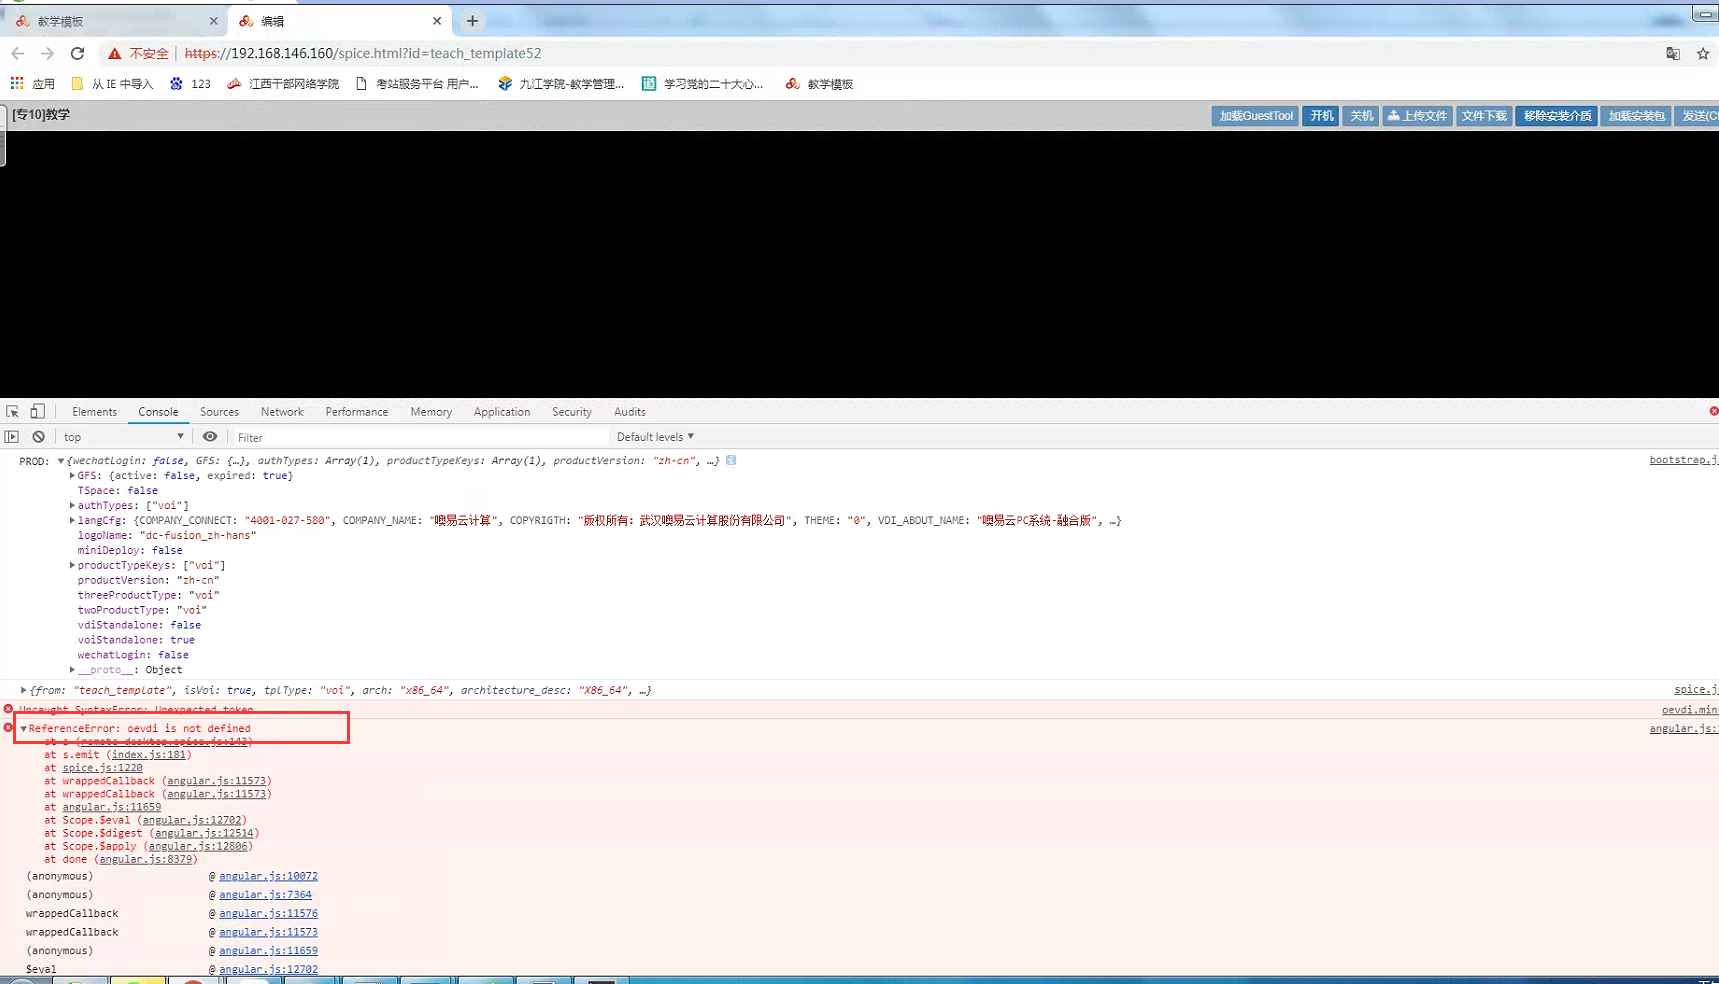 教学模板
编辑
不安全 https://192.168.146.160/spice.html?id=teach_template52
应用 从 IE 中导入 123 江西干部网络学院 考站服务平台 用户... 九江学院-教学管理... 学习党的二十大心... 教学模板
[专10]教学 加载GuestTool 开机 关机 上传文件 文件下载 移除安装介质 加载安装包 发送(Ct
Elements Console Sources Network Performance Memory Application Security Audits
top Filter Default levels
PROD: {wechatLogin: false, GFS: {…}, authTypes: Array(1), productTypeKeys: Array(1), productVersion: "zh-cn", …} bootstrap.j
GFS: {active: false, expired: true}
TSpace: false
authTypes: ["voi"]
langCfg: {COMPANY_CONNECT: "4001-027-580", COMPANY_NAME: "噢易云计算", COPYRIGTH: "版权所有: 武汉噢易云计算股份有限公司", THEME: "0", VDI_ABOUT_NAME: "噢易云PC系统-融合版", …}
logoName: "dc-fusion_zh-hans"
miniDeploy: false
productTypeKeys: ["voi"]
productVersion: "zh-cn"
threeProductType: "voi"
twoProductType: "voi"
vdiStandalone: false
voiStandalone: true
wechatLogin: false
__proto__: Object
{from: "teach_template", isVoi: true, tplType: "voi", arch: "x86_64", architecture_desc: "X86_64", …} spice.j
Uncaught SyntaxError: Unexpected token oevdi.min
ReferenceError: oevdi is not defined angular.js:
at c (remote-desktop.spice.js:143)
at s.emit (index.js:181)
at spice.js:1220
at wrappedCallback (angular.js:11573)
at wrappedCallback (angular.js:11573)
at angular.js:11659
at Scope.$eval (angular.js:12702)
at Scope.$digest (angular.js:12514)
at Scope.$apply (angular.js:12806)
at done (angular.js:8379)
(anonymous) @ angular.js:10072
(anonymous) @ angular.js:7364
wrappedCallback @ angular.js:11576
wrappedCallback @ angular.js:11573
(anonymous) @ angular.js:11659
$eval @ angular.js:12702